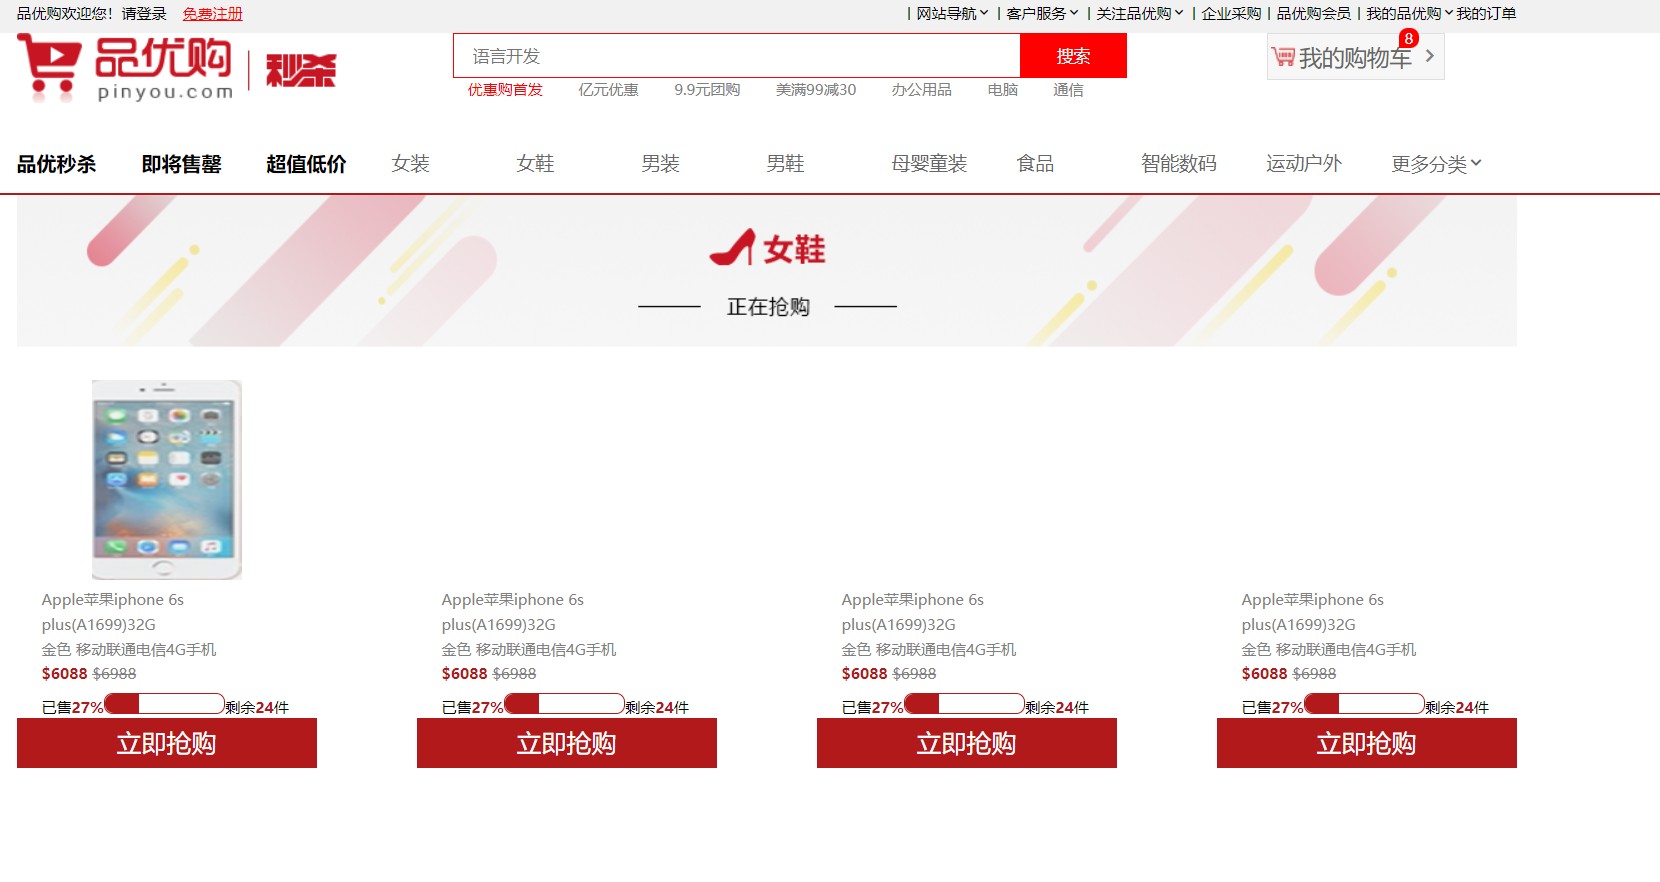 品优购欢迎您! 请登录 免费注册 | 网站导航 | 客户服务 | 关注品优购 | 企业采购 | 品优购会员 | 我的品优购 我的订单
品优购 pinyou.com 秒杀
语言开发 搜索
8
我的购物车
优惠购首发 亿元优惠 9.9元团购 美满99减30 办公用品 电脑 通信
品优秒杀 即将售罄 超值低价 女装 女鞋 男装 男鞋 母婴童装 食品 智能数码 运动户外 更多分类
女鞋
正在抢购
Apple苹果iphone 6s
plus(A1699)32G
金色 移动联通电信4G手机
$6088 $6988
已售27% 剩余24件
立即抢购
Apple苹果iphone 6s
plus(A1699)32G
金色 移动联通电信4G手机
$6088 $6988
已售27% 剩余24件
立即抢购
Apple苹果iphone 6s
plus(A1699)32G
金色 移动联通电信4G手机
$6088 $6988
已售27% 剩余24件
立即抢购
Apple苹果iphone 6s
plus(A1699)32G
金色 移动联通电信4G手机
$6088 $6988
已售27% 剩余24件
立即抢购